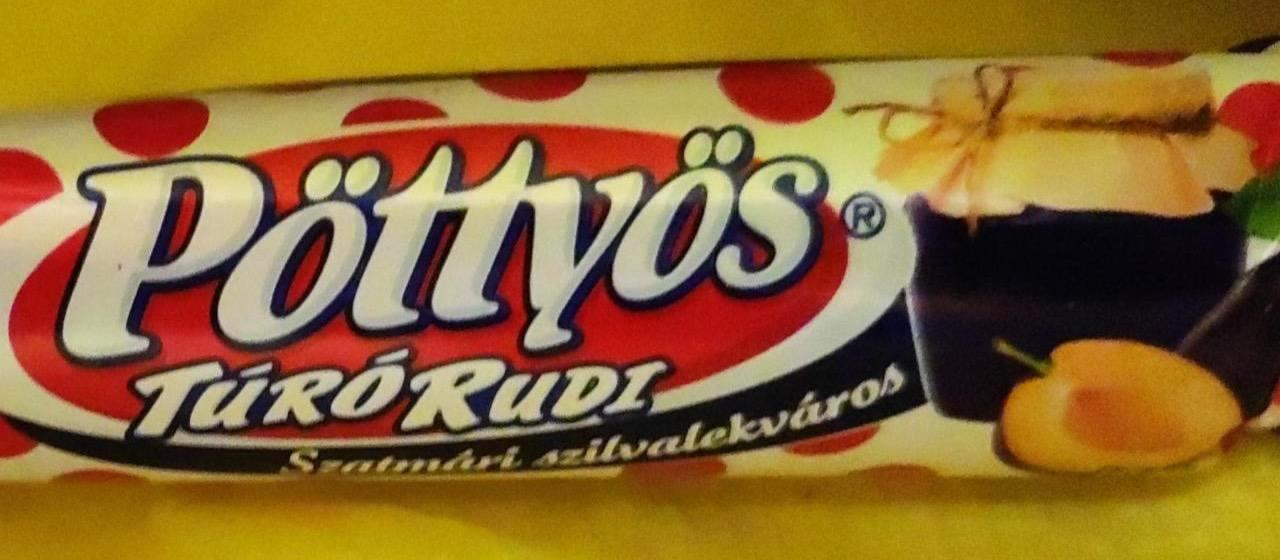 Pöttyös ®
TÚRÓ RUDI
Szatmári szilvalekváros